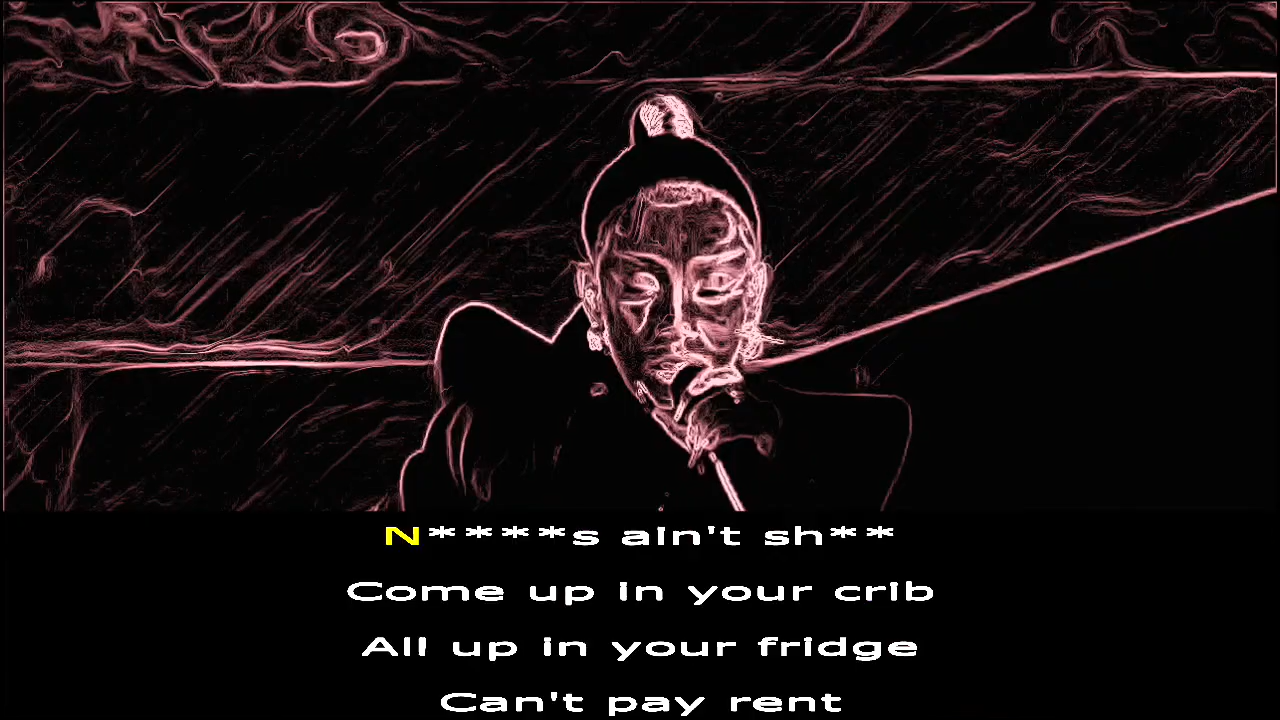 N****s ain't sh**
Come up in your crib
All up in your fridge
Can't pay rent